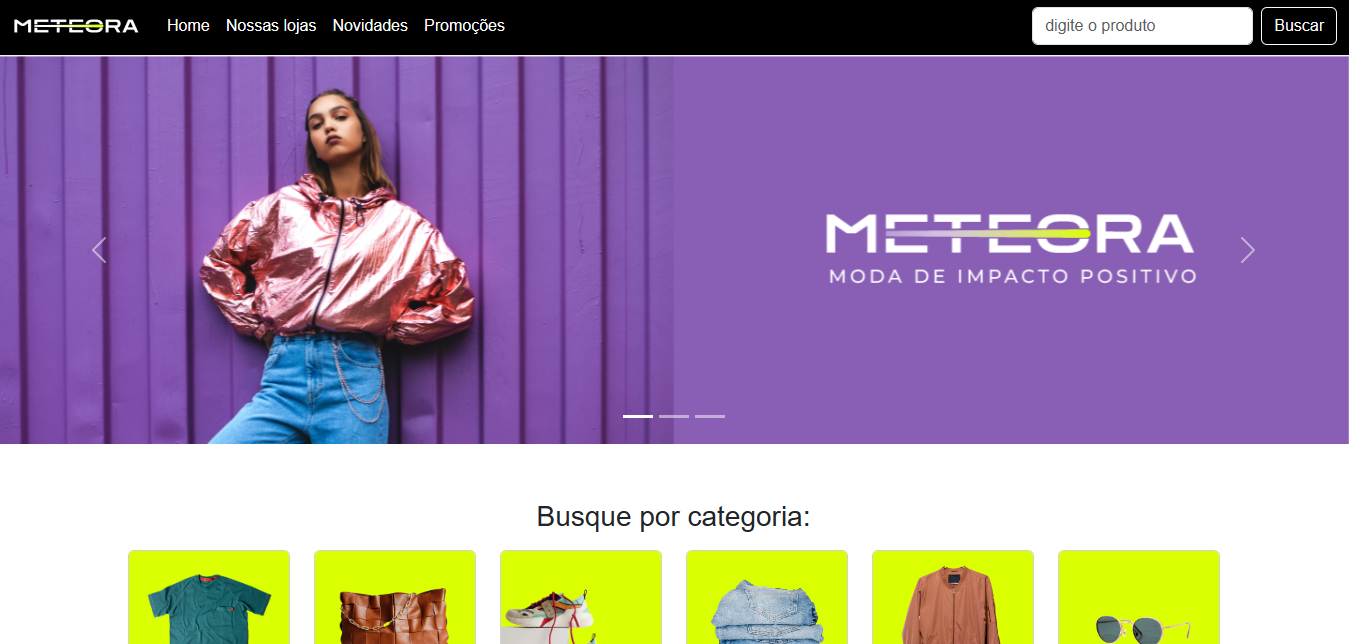 METEORA Home Nossas lojas Novidades Promoções digite o produto Buscar
METEORA
MODA DE IMPACTO POSITIVO
Busque por categoria: